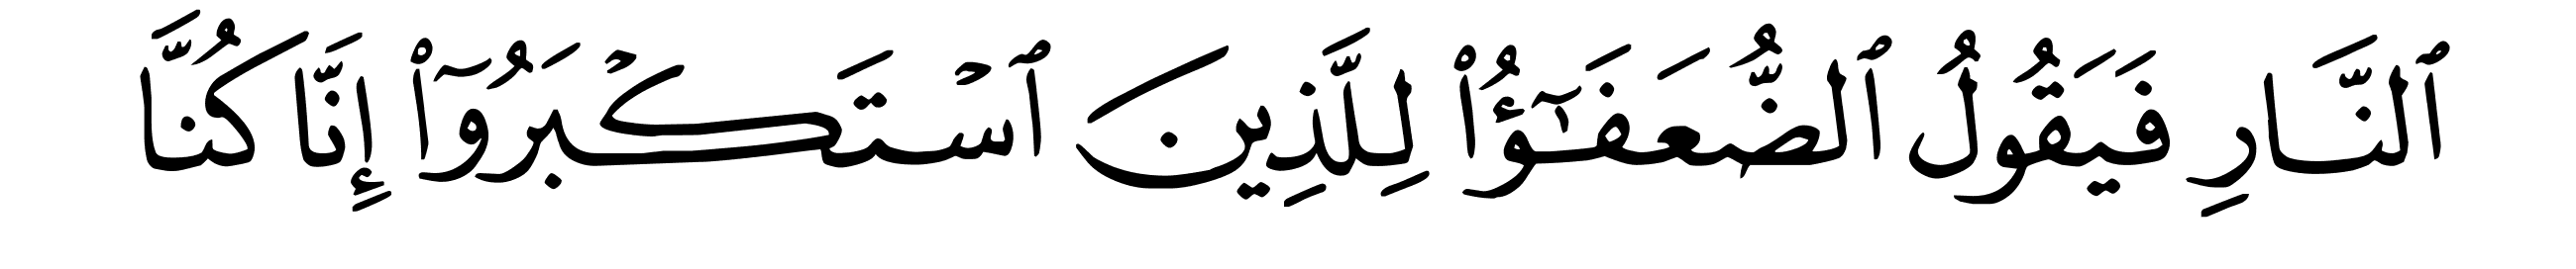 ٱلنَّارِ فَيَقُولُ ٱلضُّعَفَـٰٓؤُا۟ لِلَّذِينَ ٱسْتَكْبَرُوٓا۟ إِنَّا كُنَّا